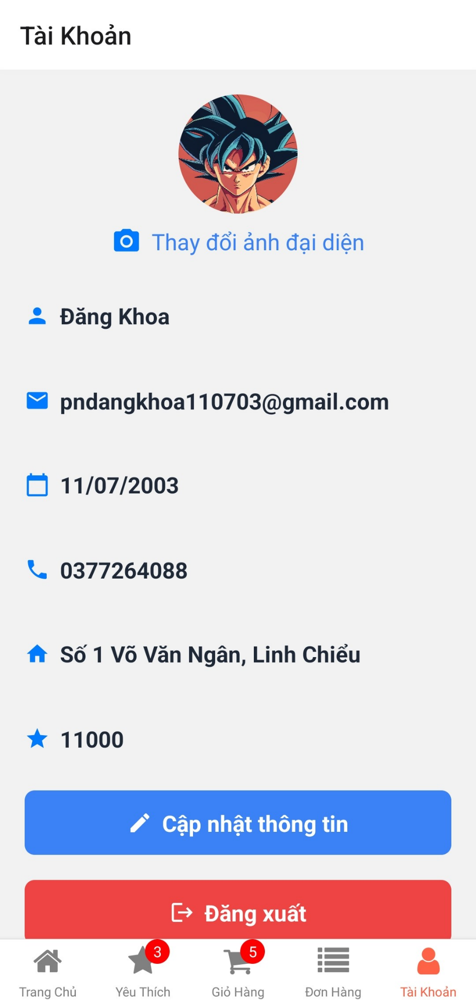 Tài Khoản
Thay đổi ảnh đại diện
Đăng Khoa
pndangkhoa110703@gmail.com
11/07/2003
0377264088
Số 1 Võ Văn Ngân, Linh Chiểu
11000
Cập nhật thông tin
Đăng xuất
3
5
Trang Chủ
Yêu Thích
Giỏ Hàng
Đơn Hàng
Tài Khoản